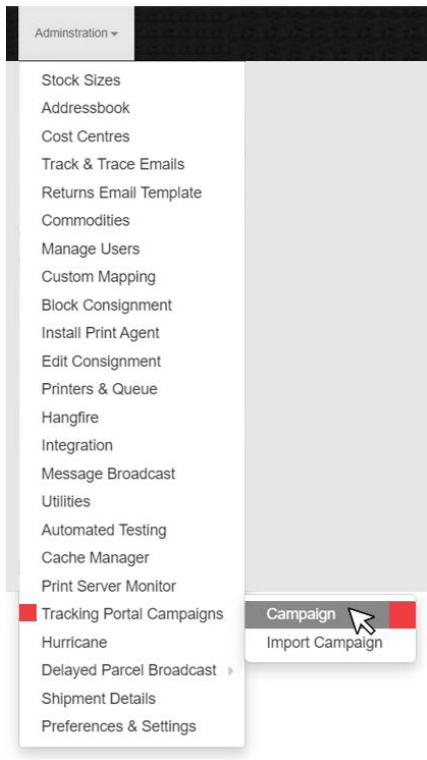 Adminstration
Stock Sizes
Addressbook
Cost Centres
Track & Trace Emails
Returns Email Template
Commodities
Manage Users
Custom Mapping
Block Consignment
Install Print Agent
Edit Consignment
Printers & Queue
Hangfire
Integration
Message Broadcast
Utilities
Automated Testing
Cache Manager
Print Server Monitor
Tracking Portal Campaigns
Campaign
Import Campaign
Hurricane
Delayed Parcel Broadcast
Shipment Details
Preferences & Settings